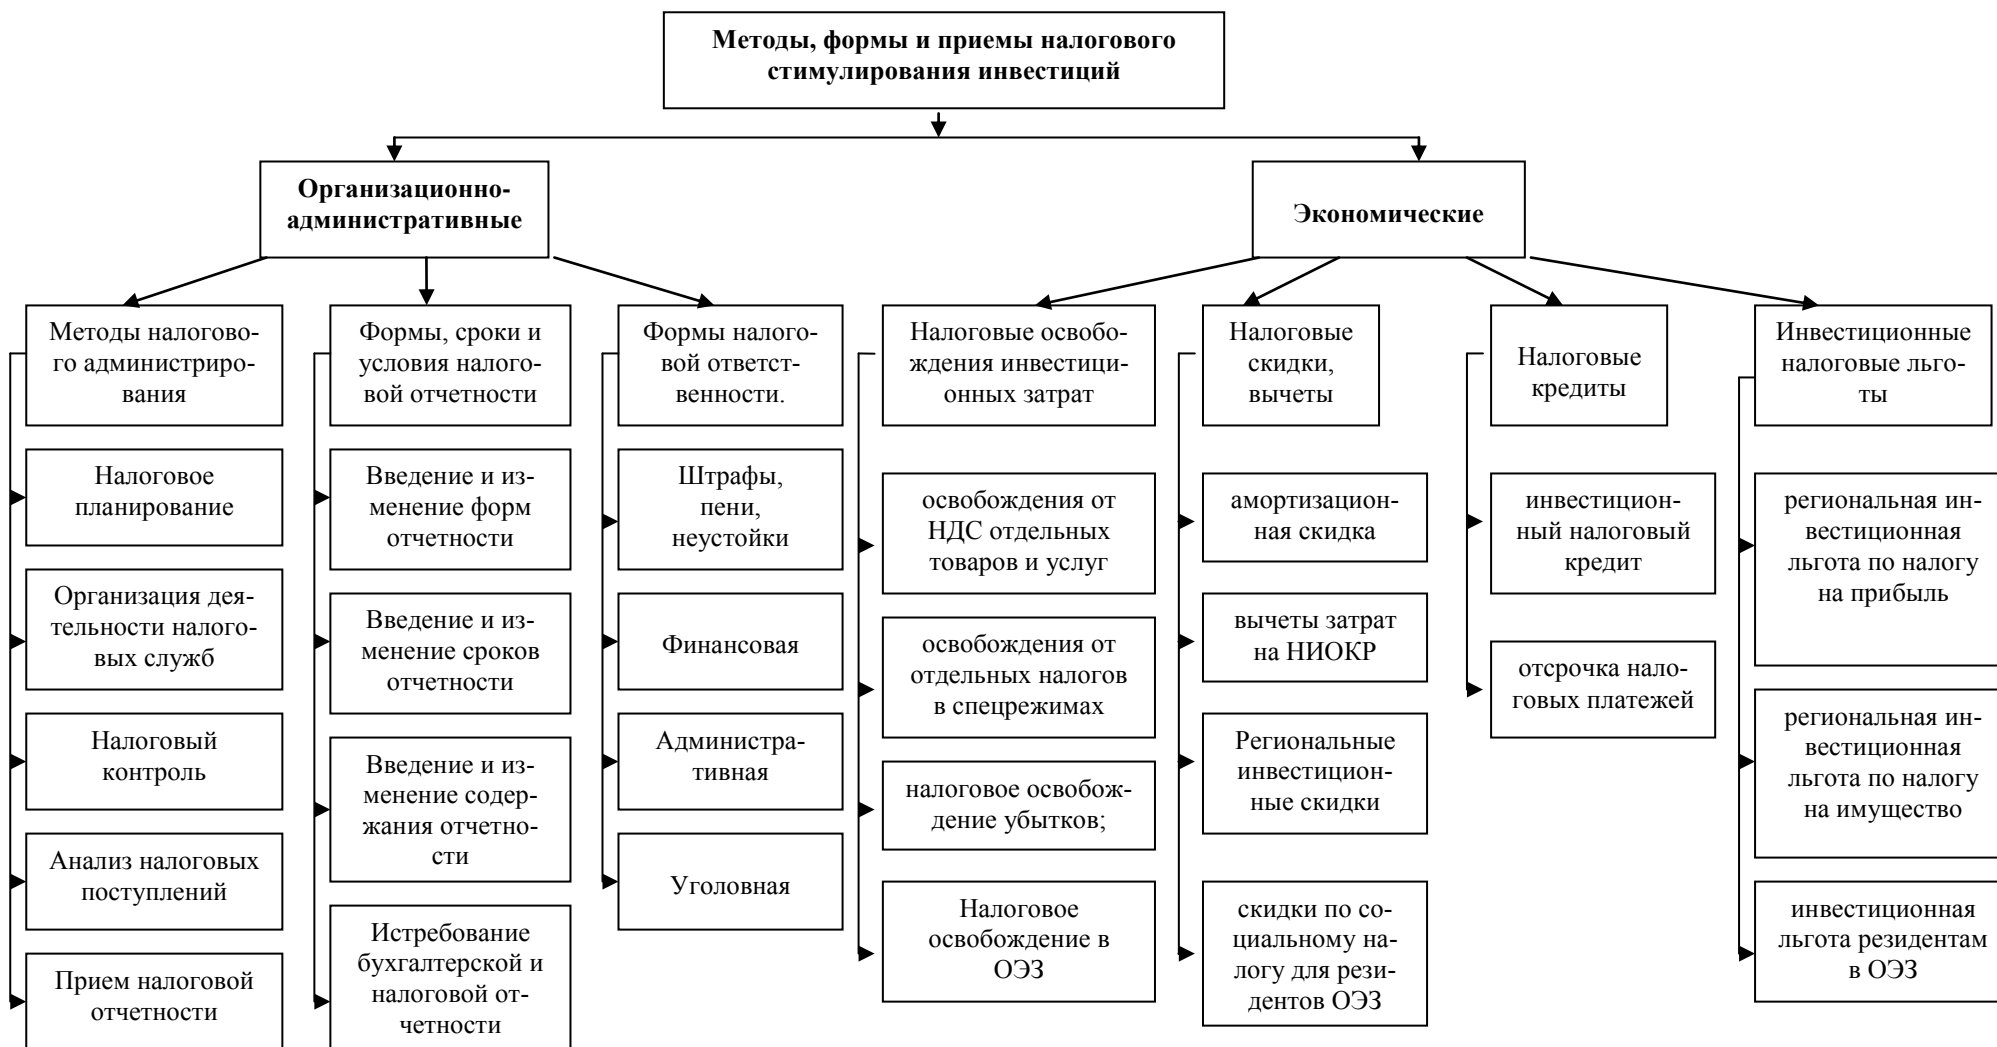 Методы, формы и приемы налогового
стимулирования инвестиций
Организационно-
административные
Экономические
Методы налогово-
го администриро-
вания
Налоговое
планирование
Организация дея-
тельности налого-
вых служб
Налоговый
контроль
Анализ налоговых
поступлений
Прием налоговой
отчетности
Формы, сроки и
условия налого-
вой отчетности
Введение и из-
менение форм
отчетности
Введение и из-
менение сроков
отчетности
Введение и из-
менение содер-
жания отчетно-
сти
Истребование
бухгалтерской и
налоговой от-
четности
Формы налого-
вой ответст-
венности.
Штрафы,
пени,
неустойки
Финансовая
Администра-
тивная
Уголовная
Налоговые освобо-
ждения инвестици-
онных затрат
освобождения от
НДС отдельных
товаров и услуг
освобождения от
отдельных налогов
в спецрежимах
налоговое освобож-
дение убытков;
Налоговое
освобождение в
ОЭЗ
Налоговые
скидки,
вычеты
амортизацион-
ная скидка
вычеты затрат
на НИОКР
Региональные
инвестицион-
ные скидки
скидки по со-
циальному на-
логу для рези-
дентов ОЭЗ
Налоговые
кредиты
инвестицион-
ный налоговый
кредит
отсрочка нало-
говых платежей
Инвестиционные
налоговые льго-
ты
региональная ин-
вестиционная
льгота по налогу
на прибыль
региональная ин-
вестиционная
льгота по налогу
на имущество
инвестиционная
льгота резидентам
в ОЭЗ